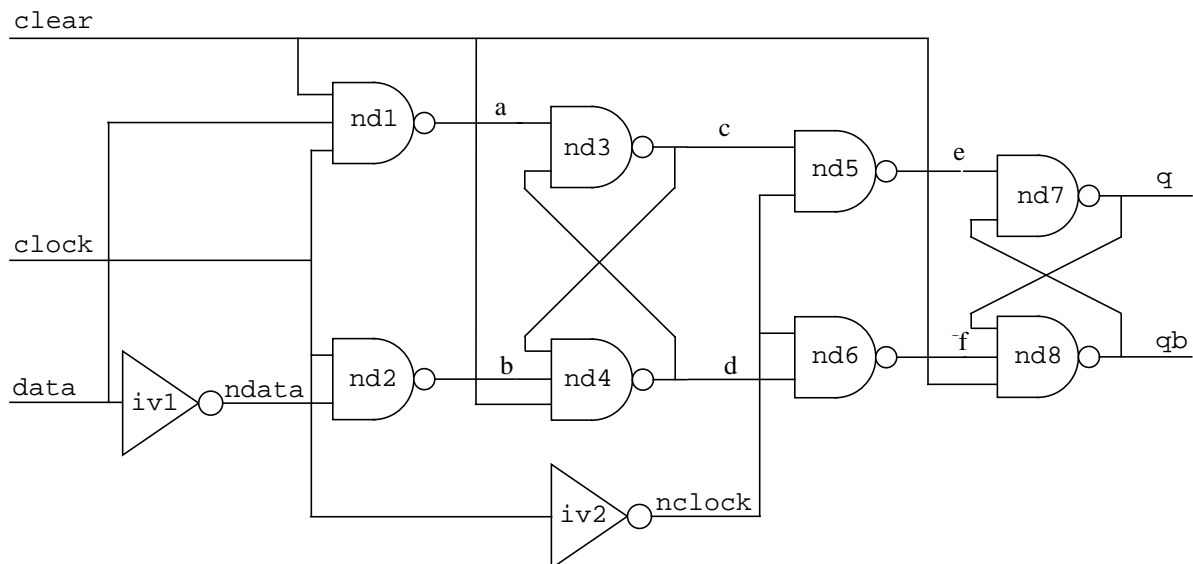 clear
nd1
a
nd3
c
nd5
e
nd7
q
clock
data
iv1
ndata
nd2
b
nd4
d
nd6
f
nd8
qb
iv2
nclock